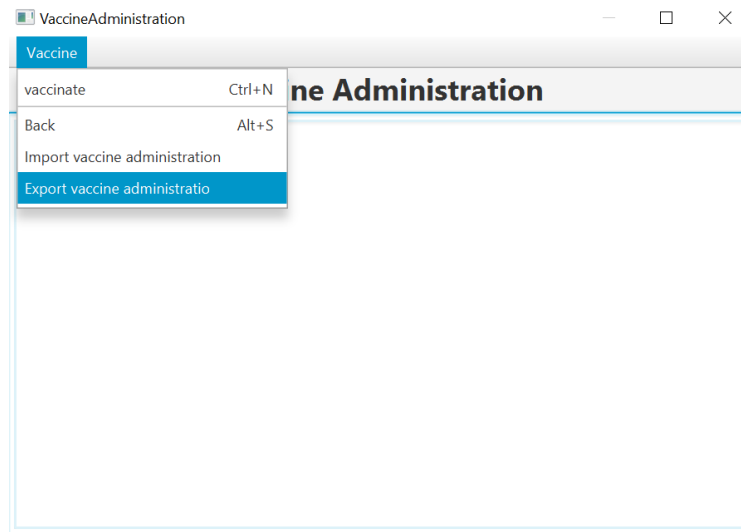 VaccineAdministration
Vaccine
ne Administration
vaccinate Ctrl+N
Back Alt+S
Import vaccine administration
Export vaccine administratio